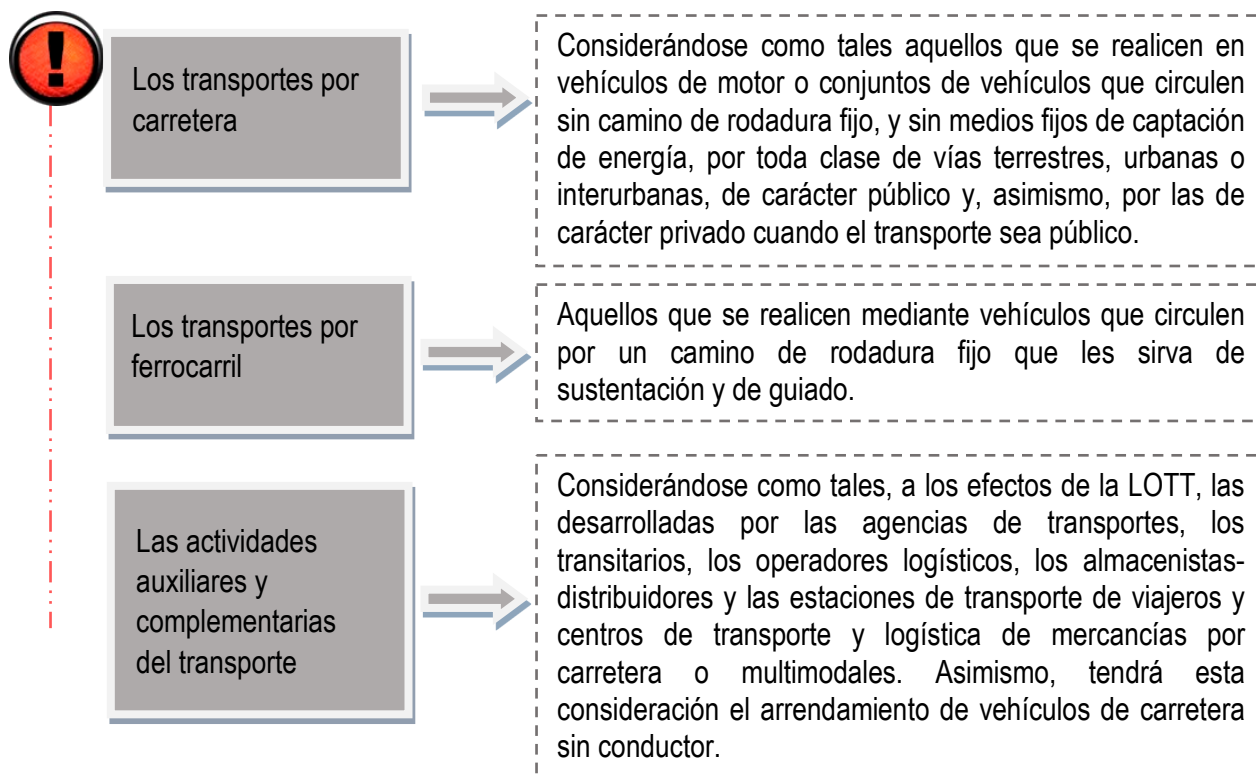 Los transportes por
carretera
Considerándose como tales aquellos que se realicen en
vehículos de motor o conjuntos de vehículos que circulen
sin camino de rodadura fijo, y sin medios fijos de captación
de energía, por toda clase de vías terrestres, urbanas o
interurbanas, de carácter público y, asimismo, por las de
carácter privado cuando el transporte sea público.
Los transportes por
ferrocarril
Aquellos que se realicen mediante vehículos que circulen
por un camino de rodadura fijo que les sirva de
sustentación y de guiado.
Las actividades
auxiliares y
complementarias
del transporte
Considerándose como tales, a los efectos de la LOTT, las
desarrolladas por las agencias de transportes, los
transitarios, los operadores logísticos, los almacenistas-
distribuidores y las estaciones de transporte de viajeros y
centros de transporte y logística de mercancías por
carretera o multimodales. Asimismo, tendrá esta
consideración el arrendamiento de vehículos de carretera
sin conductor.